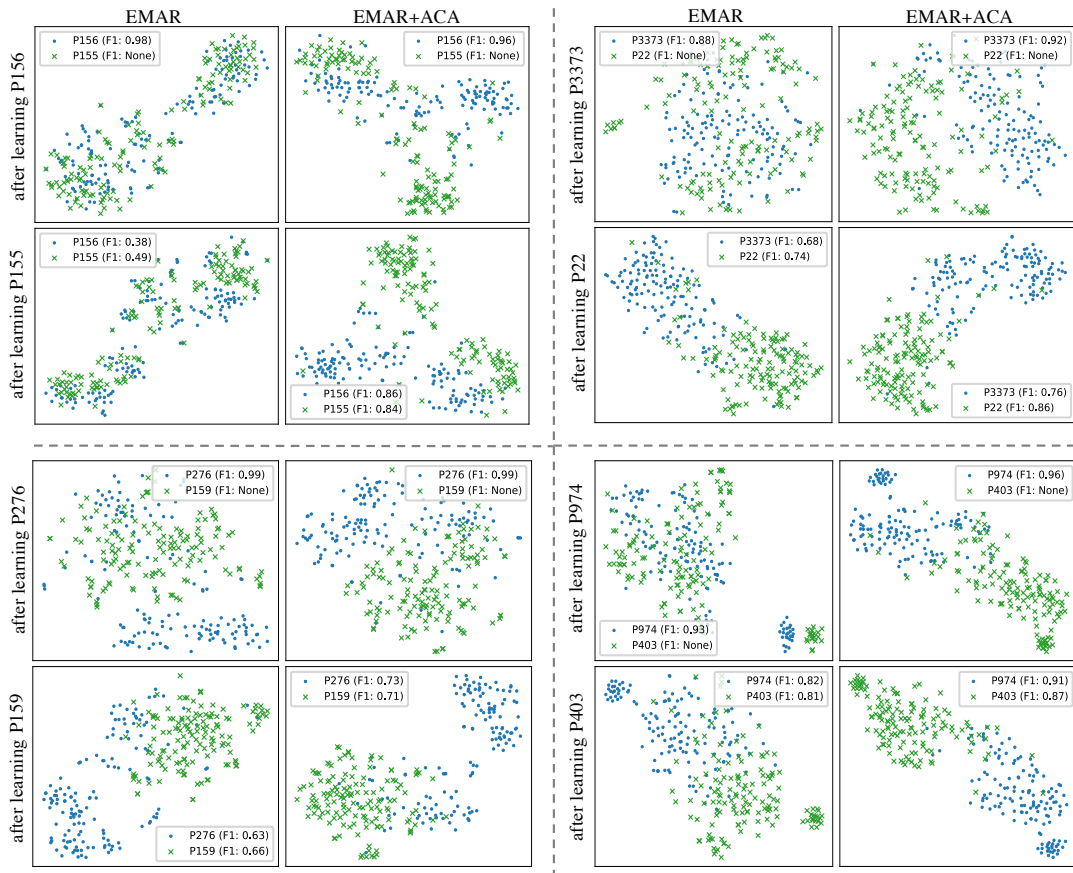 EMAR
EMAR+ACA
EMAR
EMAR+ACA
after learning P156
P156 (F1: 0.98)
P155 (F1: None)
P156 (F1: 0.96)
P155 (F1: None)
after learning P3373
P3373 (F1: 0.88)
P22 (F1: None)
P3373 (F1: 0.92)
P22 (F1: None)
after learning P155
P156 (F1: 0.38)
P155 (F1: 0.49)
P156 (F1: 0.86)
P155 (F1: 0.84)
after learning P22
P3373 (F1: 0.68)
P22 (F1: 0.74)
P3373 (F1: 0.76)
P22 (F1: 0.86)
after learning P276
P276 (F1: 0.99)
P159 (F1: None)
P276 (F1: 0.99)
P159 (F1: None)
after learning P974
P974 (F1: 0.93)
P403 (F1: None)
P974 (F1: 0.96)
P403 (F1: None)
after learning P159
P276 (F1: 0.63)
P159 (F1: 0.66)
P276 (F1: 0.73)
P159 (F1: 0.71)
after learning P403
P974 (F1: 0.82)
P403 (F1: 0.81)
P974 (F1: 0.91)
P403 (F1: 0.87)